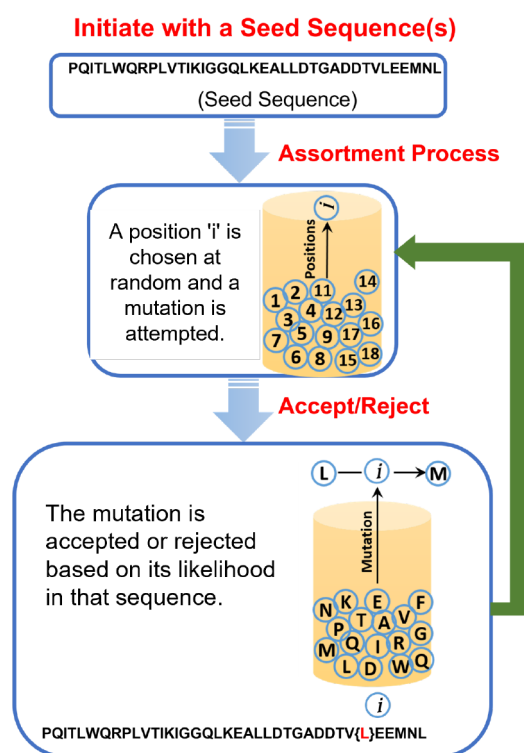 Initiate with a Seed Sequence(s)
PQITLWQRPLVTIKIGGQLKEALLDTGADDTVLEEMNL
(Seed Sequence)
Assortment Process
A position 'i' is
chosen at
random and a
mutation is
attempted.
i
Positions
14
1 2 11
3 4 12 13
7 5 9 17 16
6 8 15 18
Accept/Reject
L i M
The mutation is
accepted or rejected
based on its likelihood
in that sequence.
Mutation
N K E F
P T A V
M Q I R G
L D W Q
i
PQITLWQRPLVTIKIGGQLKEALLDTGADDTV{L}EEMNL